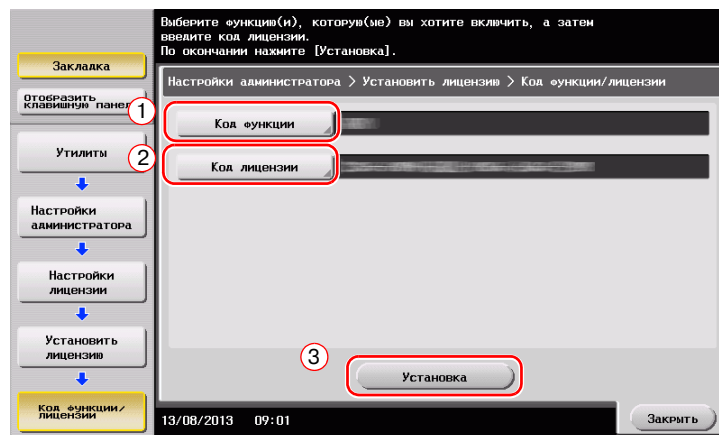 Выберите функцию(и), которую(ые) вы хотите включить, а затем
введите код лицензии.
По окончании нажмите [Установка].
Закладка
Отобразить
клавишную панел
Настройки администратора > Установить лицензию > Код функции/лицензии
1
Код функции
Утилиты
2
Код лицензии
Настройки
администратора
Настройки
лицензии
Установить
лицензию
3
Установка
Код функции/
лицензии
13/08/2013 09:01
Закрыть